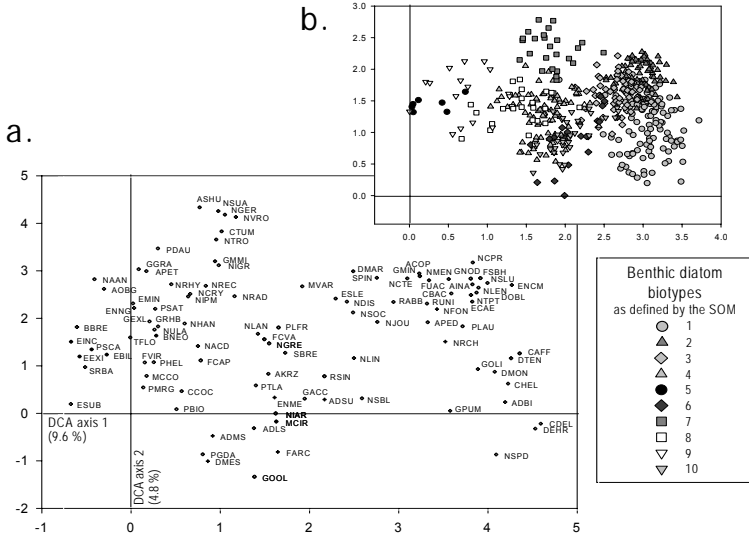 b.
3.0
2.5
2.0
1.5
1.0
0.5
0.0
0.0 0.5 1.0 1.5 2.0 2.5 3.0 3.5 4.0
a.
5
4
3
2
1
0
-1
-2
-1 0 1 2 3 4 5
DCA axis 1
(9.6 %)
DCA axis 2
(4.8 %)
ASHU
NSUA
NGER
NVRO
CTUM
NTRO
PDAU
GGRA
APET
GMMI
NIGR
NAAN
AOBG
NRHY
NREC
NCRY
NIPM
NRAD
EMIN
ENNG
PSAT
GEXL
GRHB
NHAN
NULA
BNEO
BBRE
EINC
PSCA
TFLO
EEXI
EBIL
SRBA
FVIR
PHEL
NACD
FCAP
MCCO
PMRG
CCOC
ESUB
PBIO
ADMS
PGDA
DMES
MVAR
NLAN
PLFR
FCVA
NGRE
SBRE
AKRZ
PTLA
ENME
GACC
RSIN
ADSU
NIAR
MCIR
ADLS
FARC
GOOL
NLIN
NSBL
DMAR
SPIN
ESLE
NDIS
NSOC
NJOU
ACOP
GMIN
NCTE
NMEN
FUAC
CBAC
RABB
RUNI
NFON
APED
NCPR
GNOD
FSBH
AINA
NSLU
NLEN
NTPT
DOBL
ECAE
ENCM
PLAU
NRCH
CAFF
DTEN
GOLI
DMON
CHEL
ADBI
GPUM
CDEL
DEHR
NSPD
Benthic diatom
biotypes
as defined by the SOM
1
2
3
4
5
6
7
8
9
10